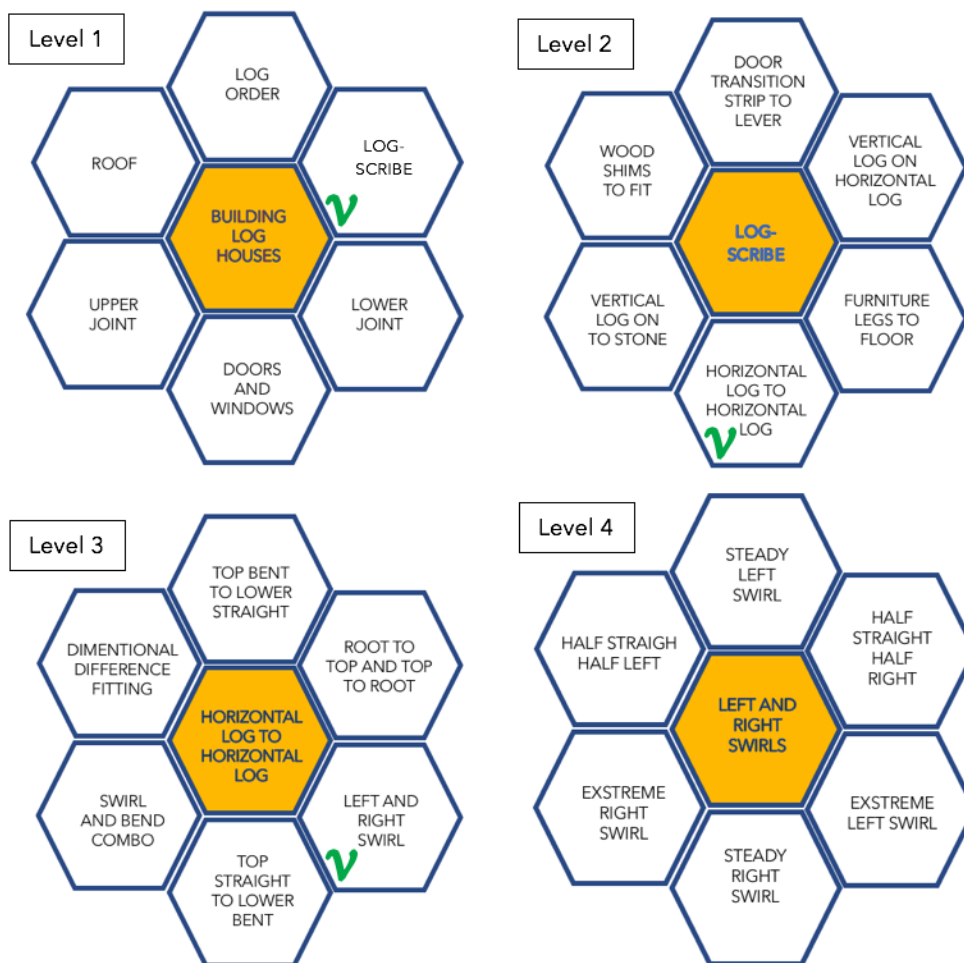 Level 1
LOG
ORDER
ROOF
LOG-
SCRIBE
ν
BUILDING
LOG
HOUSES
UPPER
JOINT
LOWER
JOINT
DOORS
AND
WINDOWS
Level 2
DOOR
TRANSITION
STRIP TO
LEVER
WOOD
SHIMS
TO FIT
VERTICAL
LOG ON
HORIZONTAL
LOG
LOG-
SCRIBE
VERTICAL
LOG ON
TO STONE
FURNITURE
LEGS TO
FLOOR
HORIZONTAL
LOG TO
HORIZONTAL
LOG
ν
Level 3
TOP BENT
TO LOWER
STRAIGHT
DIMENTIONAL
DIFFERENCE
FITTING
ROOT TO
TOP AND TOP
TO ROOT
HORIZONTAL
LOG TO
HORIZONTAL
LOG
SWIRL
AND BEND
COMBO
LEFT AND
RIGHT
SWIRL
ν
TOP
STRAIGHT
TO LOWER
BENT
Level 4
STEADY
LEFT
SWIRL
HALF STRAIGH
HALF LEFT
HALF
STRAIGHT
HALF
RIGHT
LEFT AND
RIGHT
SWIRLS
EXSTREME
RIGHT
SWIRL
EXSTREME
LEFT SWIRL
STEADY
RIGHT
SWIRL